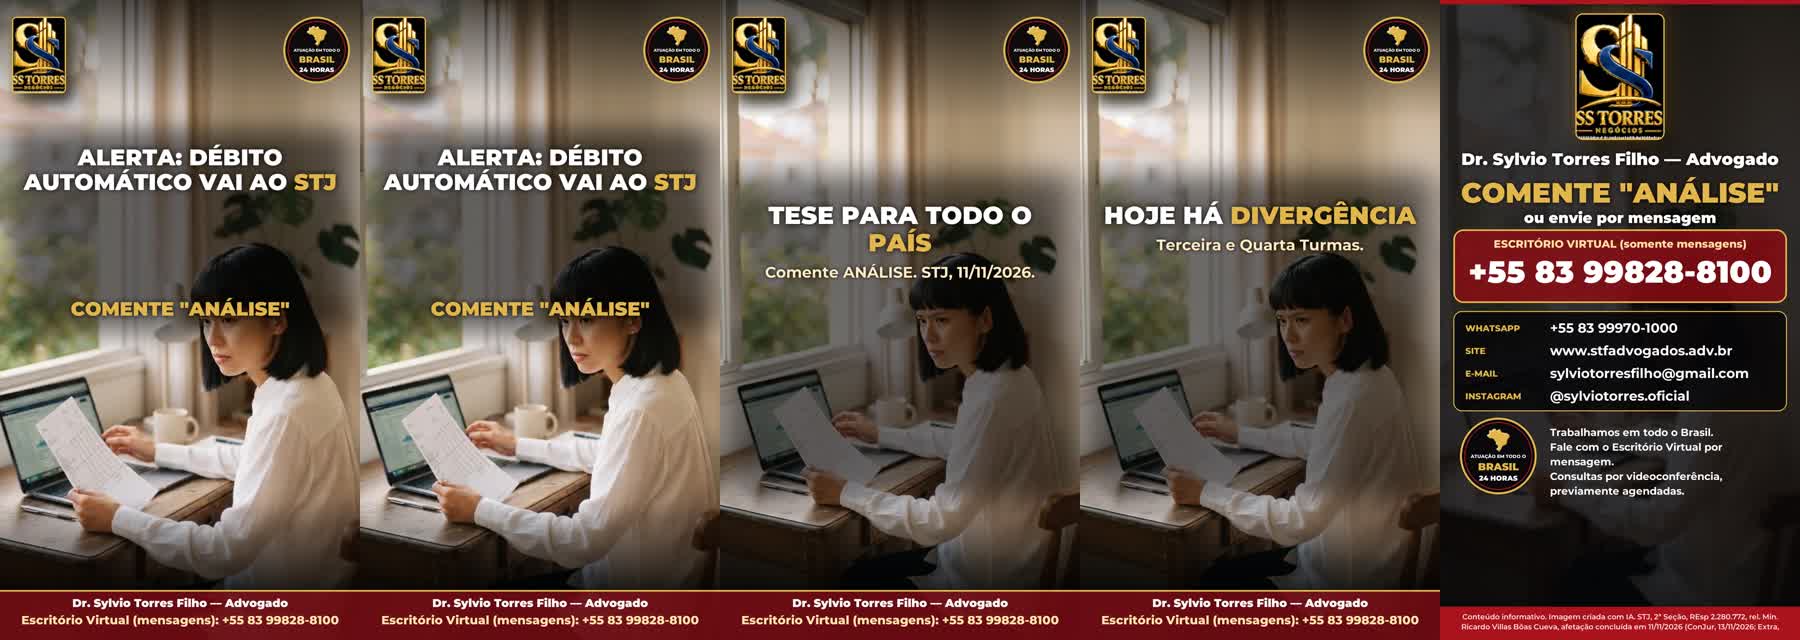 SS TORRES
NEGÓCIOS
ATUAÇÃO EM TODO O
BRASIL
24 HORAS
ALERTA: DÉBITO
AUTOMÁTICO VAI AO STJ
COMENTE "ANÁLISE"
Dr. Sylvio Torres Filho — Advogado
Escritório Virtual (mensagens): +55 83 99828-8100
SS TORRES
NEGÓCIOS
ATUAÇÃO EM TODO O
BRASIL
24 HORAS
ALERTA: DÉBITO
AUTOMÁTICO VAI AO STJ
COMENTE "ANÁLISE"
Dr. Sylvio Torres Filho — Advogado
Escritório Virtual (mensagens): +55 83 99828-8100
SS TORRES
NEGÓCIOS
ATUAÇÃO EM TODO O
BRASIL
24 HORAS
TESE PARA TODO O
PAÍS
Comente ANÁLISE. STJ, 11/11/2026.
Dr. Sylvio Torres Filho — Advogado
Escritório Virtual (mensagens): +55 83 99828-8100
SS TORRES
NEGÓCIOS
ATUAÇÃO EM TODO O
BRASIL
24 HORAS
HOJE HÁ DIVERGÊNCIA
Terceira e Quarta Turmas.
Dr. Sylvio Torres Filho — Advogado
Escritório Virtual (mensagens): +55 83 99828-8100
SS TORRES
NEGÓCIOS
Dr. Sylvio Torres Filho — Advogado
COMENTE "ANÁLISE"
ou envie por mensagem
ESCRITÓRIO VIRTUAL (somente mensagens)
+55 83 99828-8100
WHATSAPP +55 83 99970-1000
SITE www.stfadvogados.adv.br
E-MAIL sylviotorresfilho@gmail.com
INSTAGRAM @sylviotorres.oficial
ATUAÇÃO EM TODO O
BRASIL
24 HORAS
Trabalhamos em todo o Brasil.
Fale com o Escritório Virtual por
mensagem.
Consultas por videoconferência,
previamente agendadas.
Conteúdo informativo. Imagem criada com IA. STJ, 2ª Seção, REsp 2.280.772, rel. Min.
Ricardo Villas Bôas Cueva, afetação concluída em 11/11/2026 (ConJur, 13/11/2026; Extra,